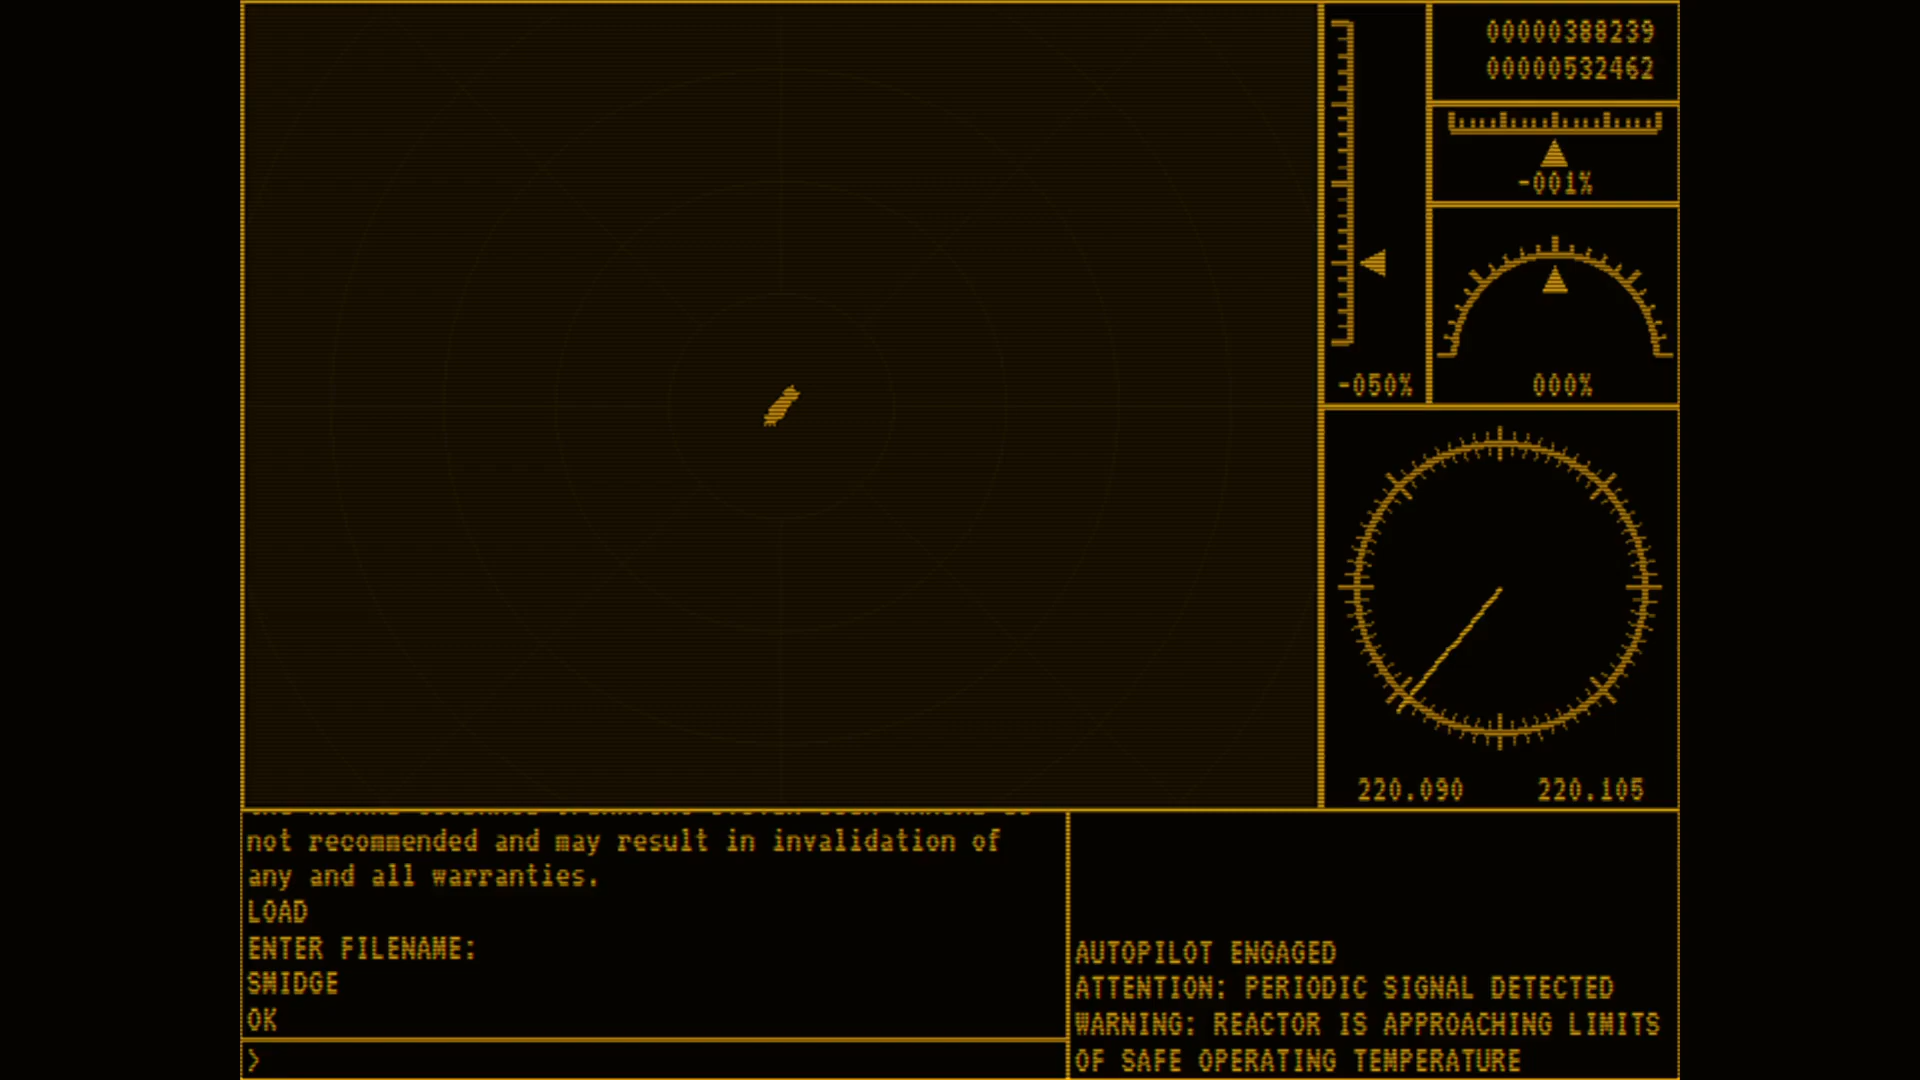 00000388239
00000532462
-001%
-050%
000%
220.090 220.105
not recommended and may result in invalidation of
any and all warranties.
LOAD
ENTER FILENAME:
SMIDGE
OK
>
AUTOPILOT ENGAGED
ATTENTION: PERIODIC SIGNAL DETECTED
WARNING: REACTOR IS APPROACHING LIMITS
OF SAFE OPERATING TEMPERATURE